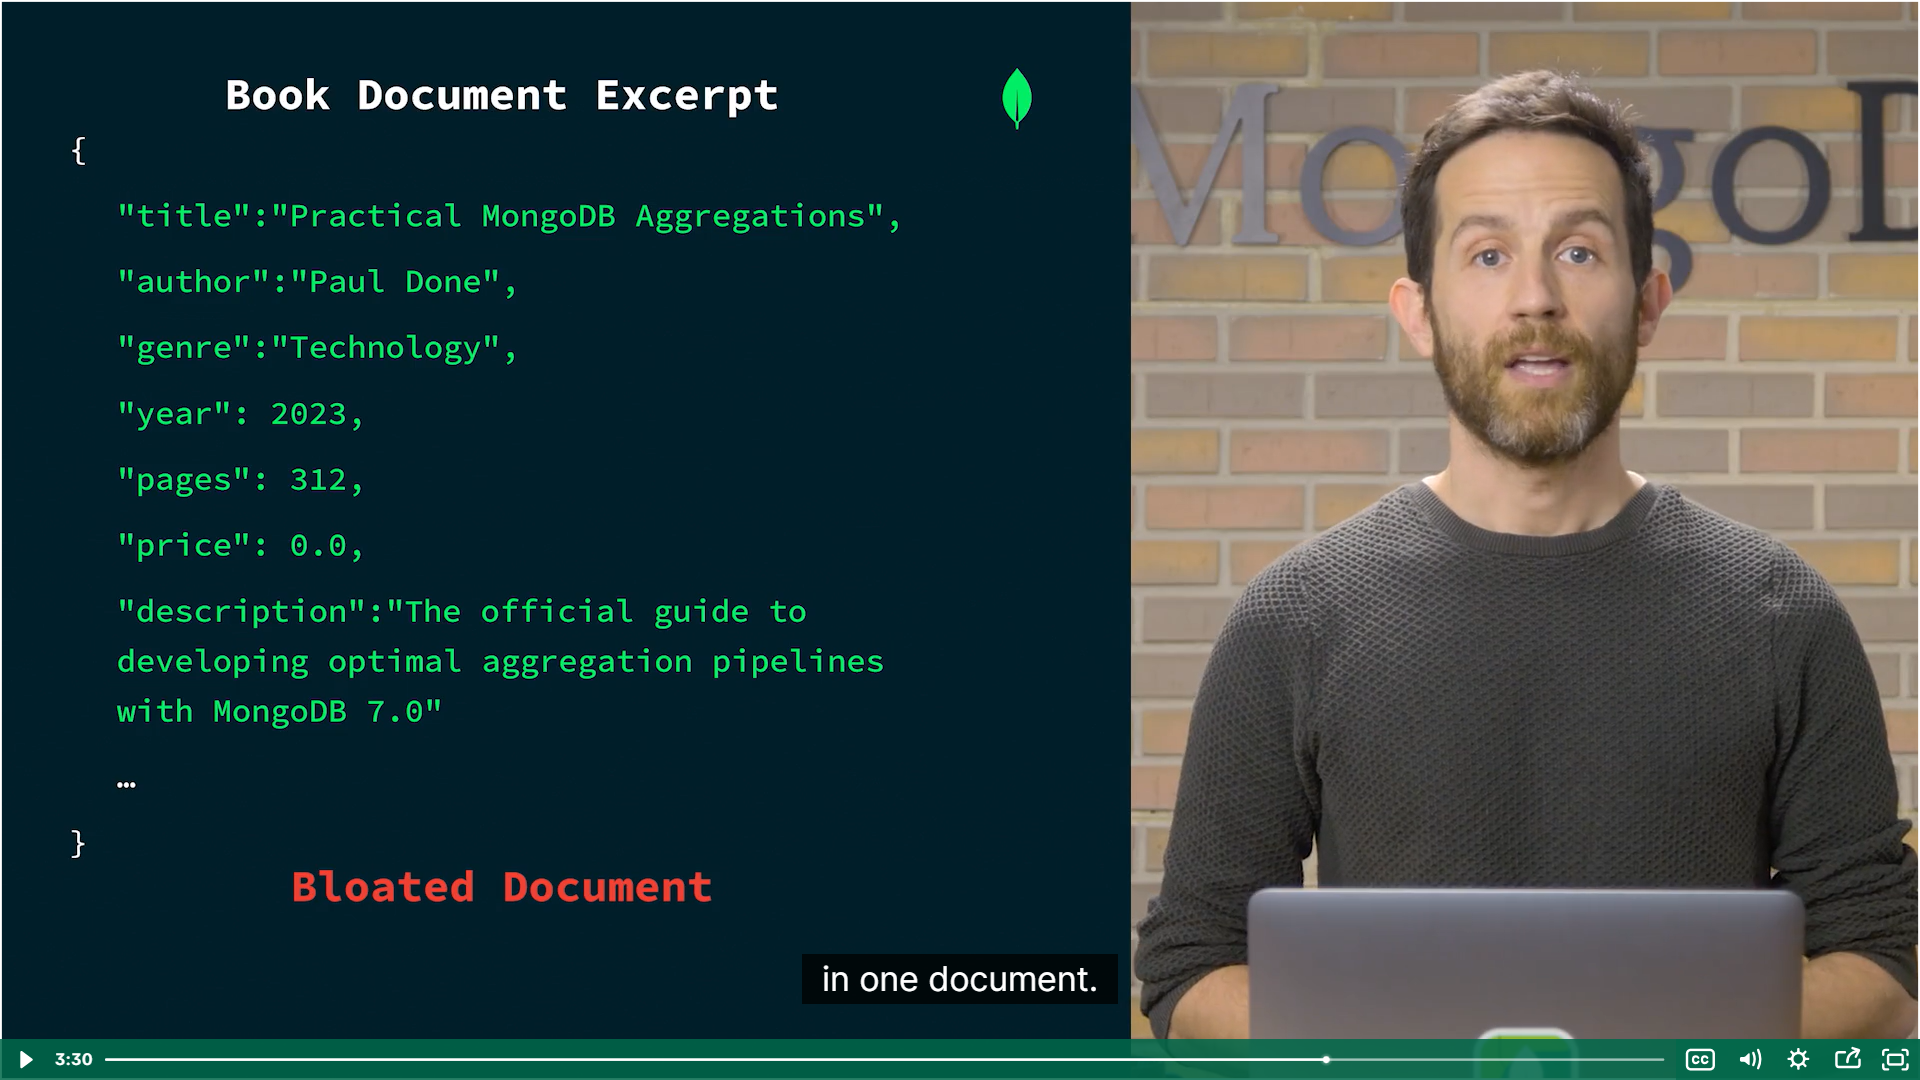 Book Document Excerpt
{
"title":"Practical MongoDB Aggregations",
"author":"Paul Done",
"genre":"Technology",
"year": 2023,
"pages": 312,
"price": 0.0,
"description":"The official guide to
developing optimal aggregation pipelines
with MongoDB 7.0"
…
}
Bloated Document
in one document.
MongoD
3:30
CC